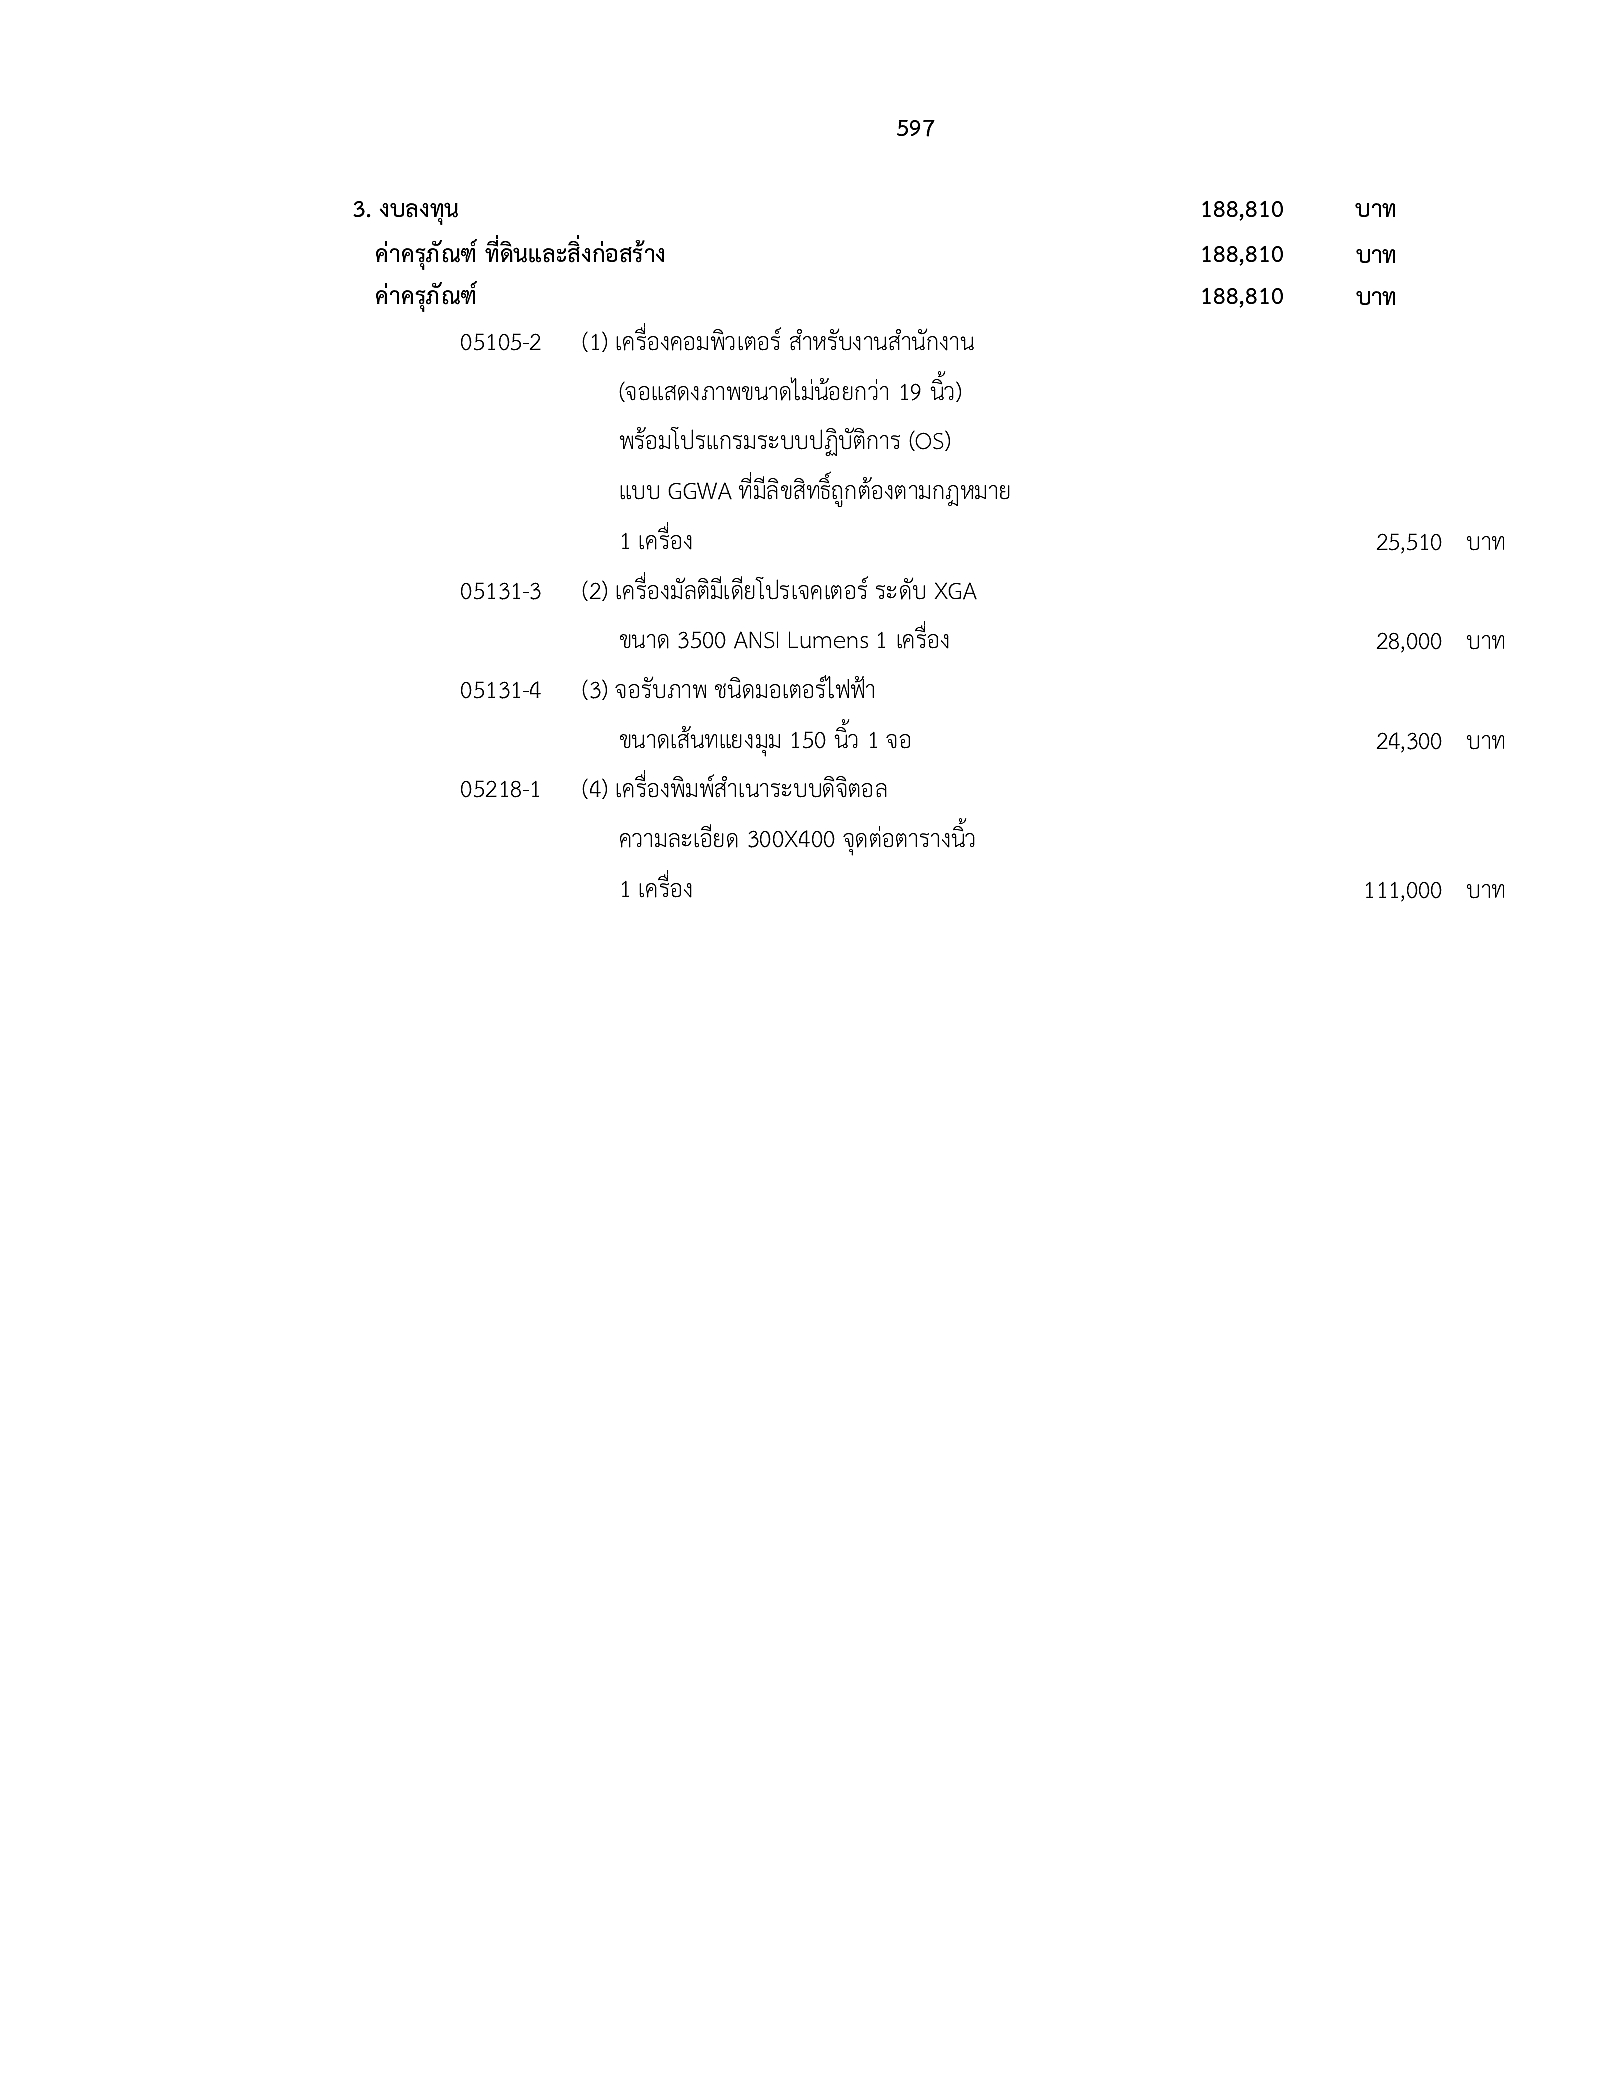 597
3. งบลงทุน 188,810 บาท
ค่าครุภัณฑ์ ที่ดินและสิ่งก่อสร้าง 188,810 บาท
ค่าครุภัณฑ์ 188,810 บาท
05105-2 (1) เครื่องคอมพิวเตอร์ สำหรับงานสำนักงาน
(จอแสดงภาพขนาดไม่น้อยกว่า 19 นิ้ว)
พร้อมโปรแกรมระบบปฏิบัติการ (OS)
แบบ GGWA ที่มีลิขสิทธิ์ถูกต้องตามกฎหมาย
1 เครื่อง 25,510 บาท
05131-3 (2) เครื่องมัลติมีเดียโปรเจคเตอร์ ระดับ XGA
ขนาด 3500 ANSI Lumens 1 เครื่อง 28,000 บาท
05131-4 (3) จอรับภาพ ชนิดมอเตอร์ไฟฟ้า
ขนาดเส้นทแยงมุม 150 นิ้ว 1 จอ 24,300 บาท
05218-1 (4) เครื่องพิมพ์สำเนาระบบดิจิตอล
ความละเอียด 300X400 จุดต่อตารางนิ้ว
1 เครื่อง 111,000 บาท